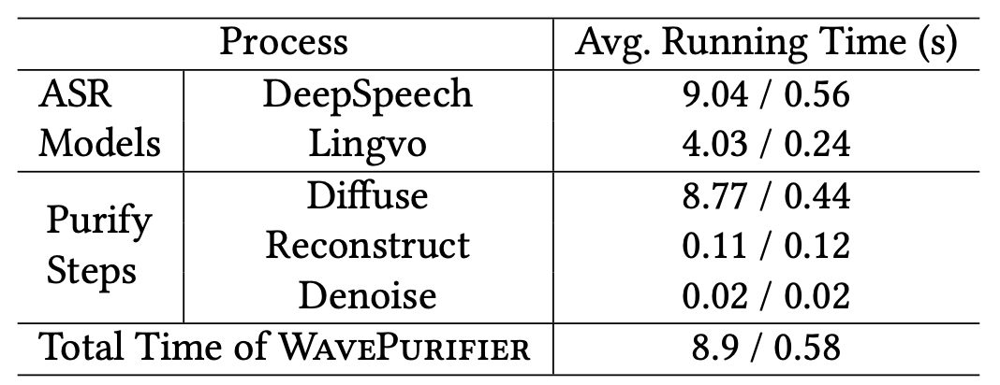 Process Avg. Running Time (s)
ASR Models DeepSpeech 9.04 / 0.56
Lingvo 4.03 / 0.24
Purify Steps Diffuse 8.77 / 0.44
Reconstruct 0.11 / 0.12
Denoise 0.02 / 0.02
Total Time of WAVEPURIFIER 8.9 / 0.58